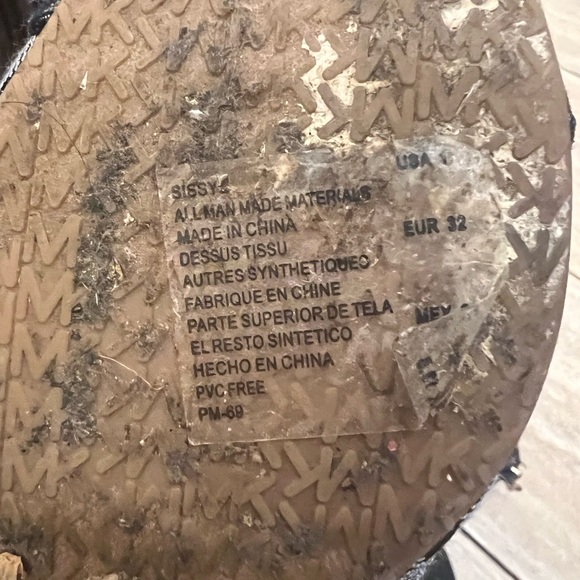 SISSY
ALL MAN MADE MATERIALS
MADE IN CHINA
DESSUS TISSU
AUTRES SYNTHETIQUES
FABRIQUE EN CHINE
PARTE SUPERIOR DE TELA
EL RESTO SINTETICO
HECHO EN CHINA
PVC FREE
PM-69
USA
EUR 32
MEX